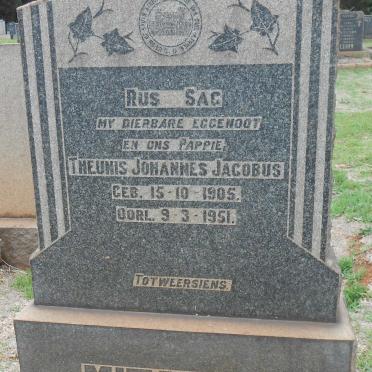 RUS SAG
MY DIERBARE EGGENOOT
EN ONS PAPPIE,
THEUNIS JOHANNES JACOBUS
GEB. 15-10-1905.
OORL. 9-3-1951.
TOTWEERSIENS.